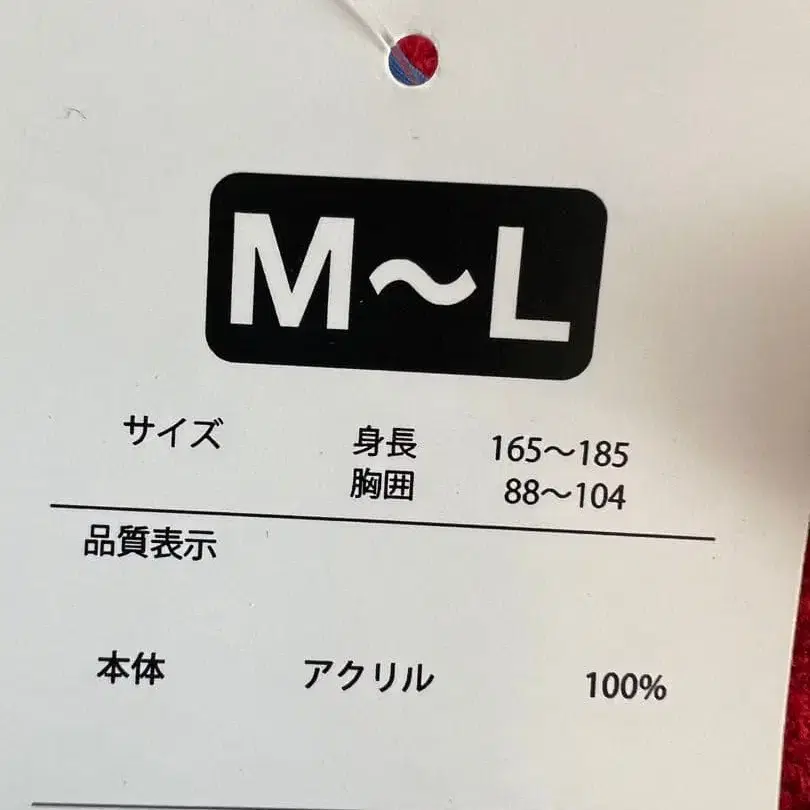 M〜L
サイズ 身長 165〜185
胸囲 88〜104
品質表示
本体 アクリル 100%